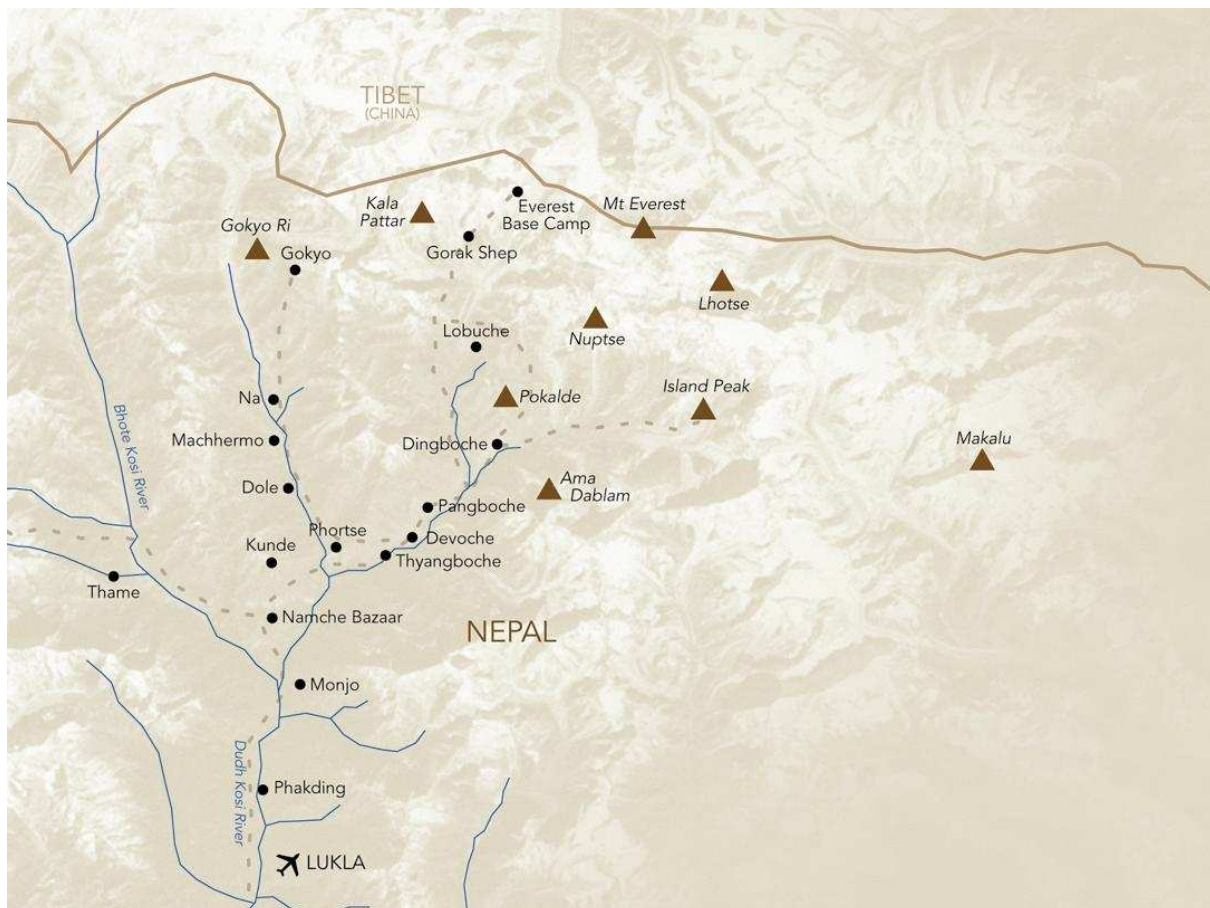 TIBET
(CHINA)
Kala
Pattar
Everest
Base Camp
Mt Everest
Gokyo Ri
Gokyo
Gorak Shep
Lhotse
Nuptse
Lobuche
Island Peak
Na
Pokalde
Bhote Kosi River
Machhermo
Dingboche
Makalu
Dole
Ama
Dablam
Pangboche
Phortse
Devoche
Kunde
Thyangboche
Thame
Namche Bazaar
NEPAL
Monjo
Dudh Kosi River
Phakding
LUKLA